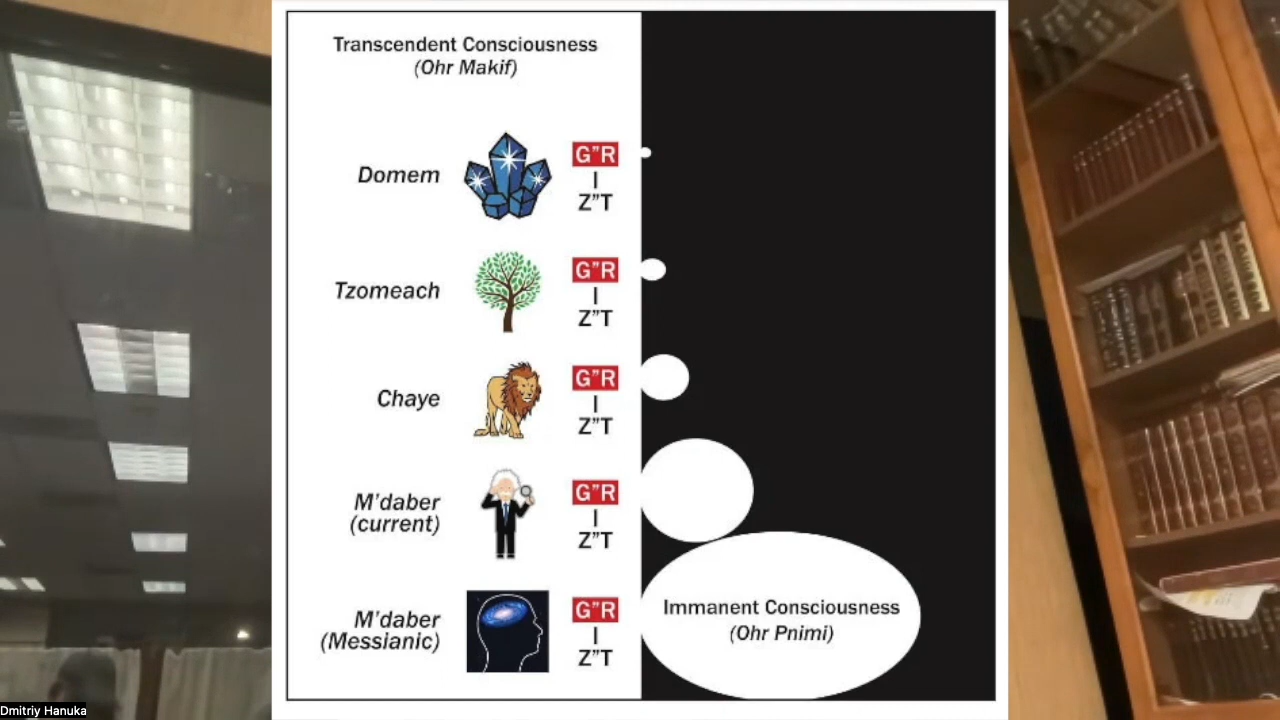 Transcendent Consciousness
(Ohr Makif)
Domem
G"R
Z"T
Tzomeach
G"R
Z"T
Chaye
G"R
Z"T
M'daber
(current)
G"R
Z"T
M'daber
(Messianic)
G"R
Z"T
Immanent Consciousness
(Ohr Pnimi)
Dmitriy Hanuka